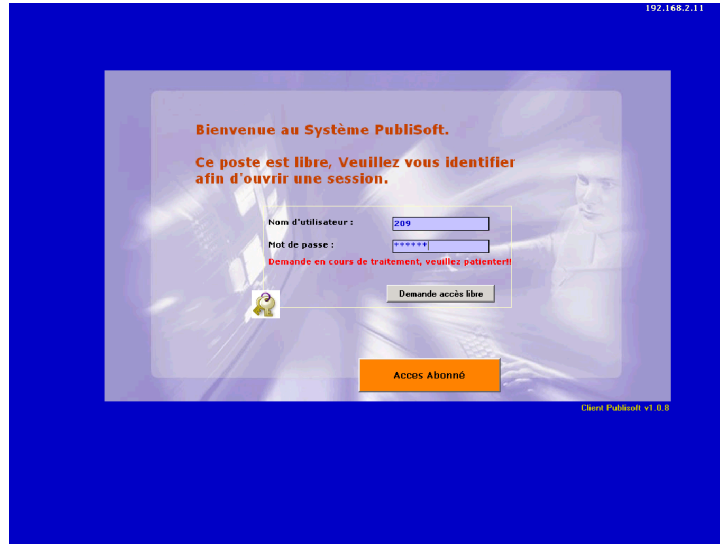 192.168.2.11
Bienvenue au Système PubliSoft.
Ce poste est libre, Veuillez vous identifier
afin d'ouvrir une session.
Nom d'utilisateur :
209
Mot de passe :
******
Demande en cours de traitement, veuillez patienter!!
Demande accès libre
Acces Abonné
Client Publisoft v1.0.8